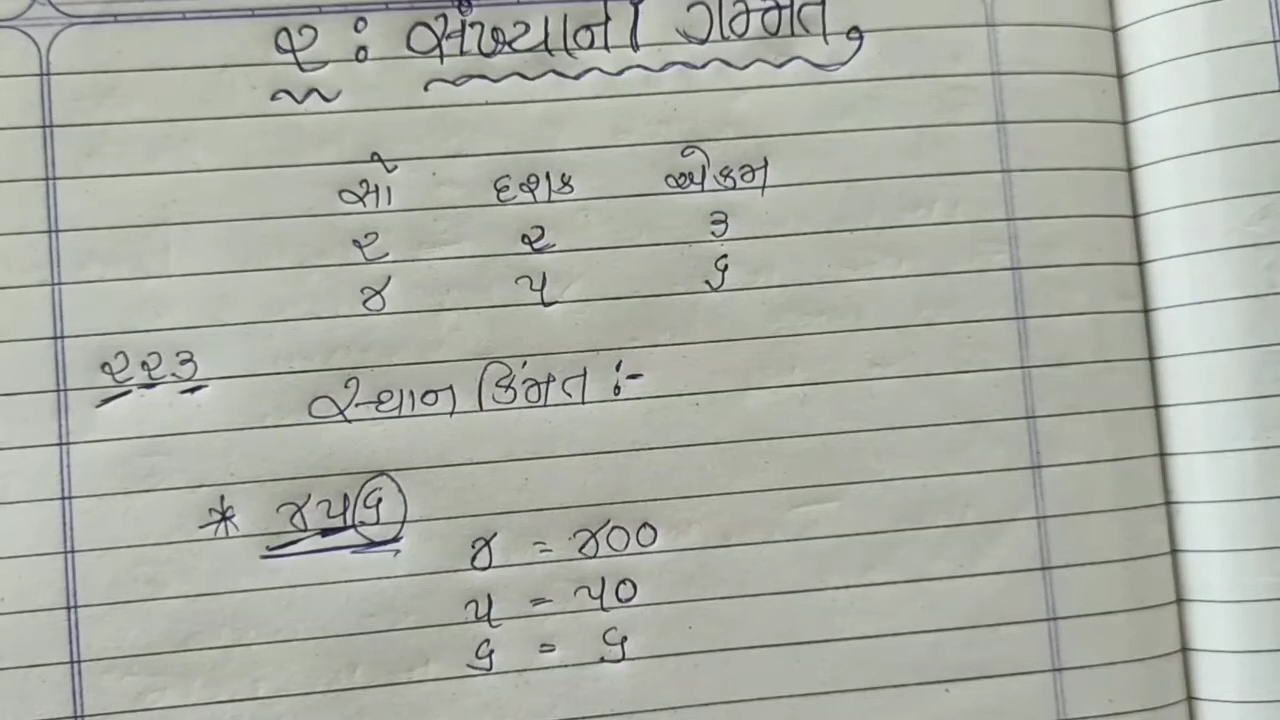 ૨ : સંખ્યાની ગમ્મત,
સો દશક એકમ
૨ ૨ ૩
૪ ૫ ૬
૨૨૩
સ્થાન કિંમત :-
* ૪૫૬
૪ = ૪૦૦
૫ = ૫૦
૬ = ૬